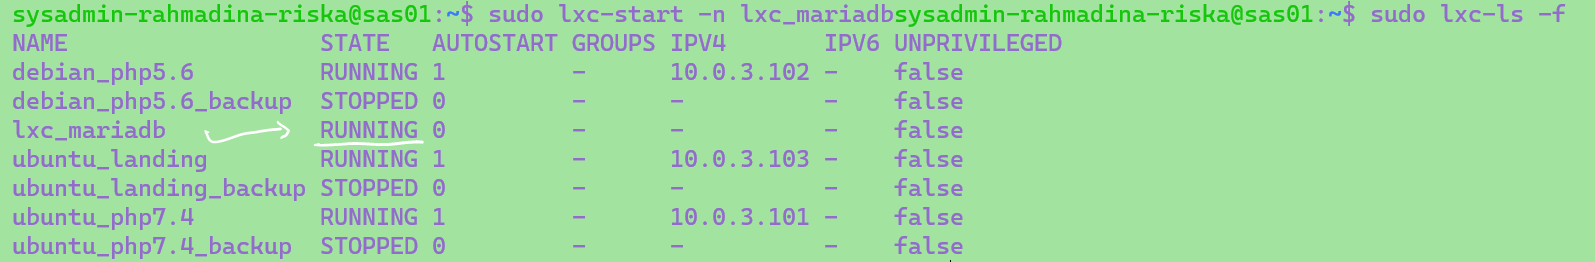 sysadmin-rahmadina-riska@sas01:~$ sudo lxc-start -n lxc_mariadbsysadmin-rahmadina-riska@sas01:~$ sudo lxc-ls -f
NAME STATE AUTOSTART GROUPS IPV4 IPV6 UNPRIVILEGED
debian_php5.6 RUNNING 1 - 10.0.3.102 - false
debian_php5.6_backup STOPPED 0 - - - false
lxc_mariadb RUNNING 0 - - - false
ubuntu_landing RUNNING 1 - 10.0.3.103 - false
ubuntu_landing_backup STOPPED 0 - - - false
ubuntu_php7.4 RUNNING 1 - 10.0.3.101 - false
ubuntu_php7.4_backup STOPPED 0 - - - false